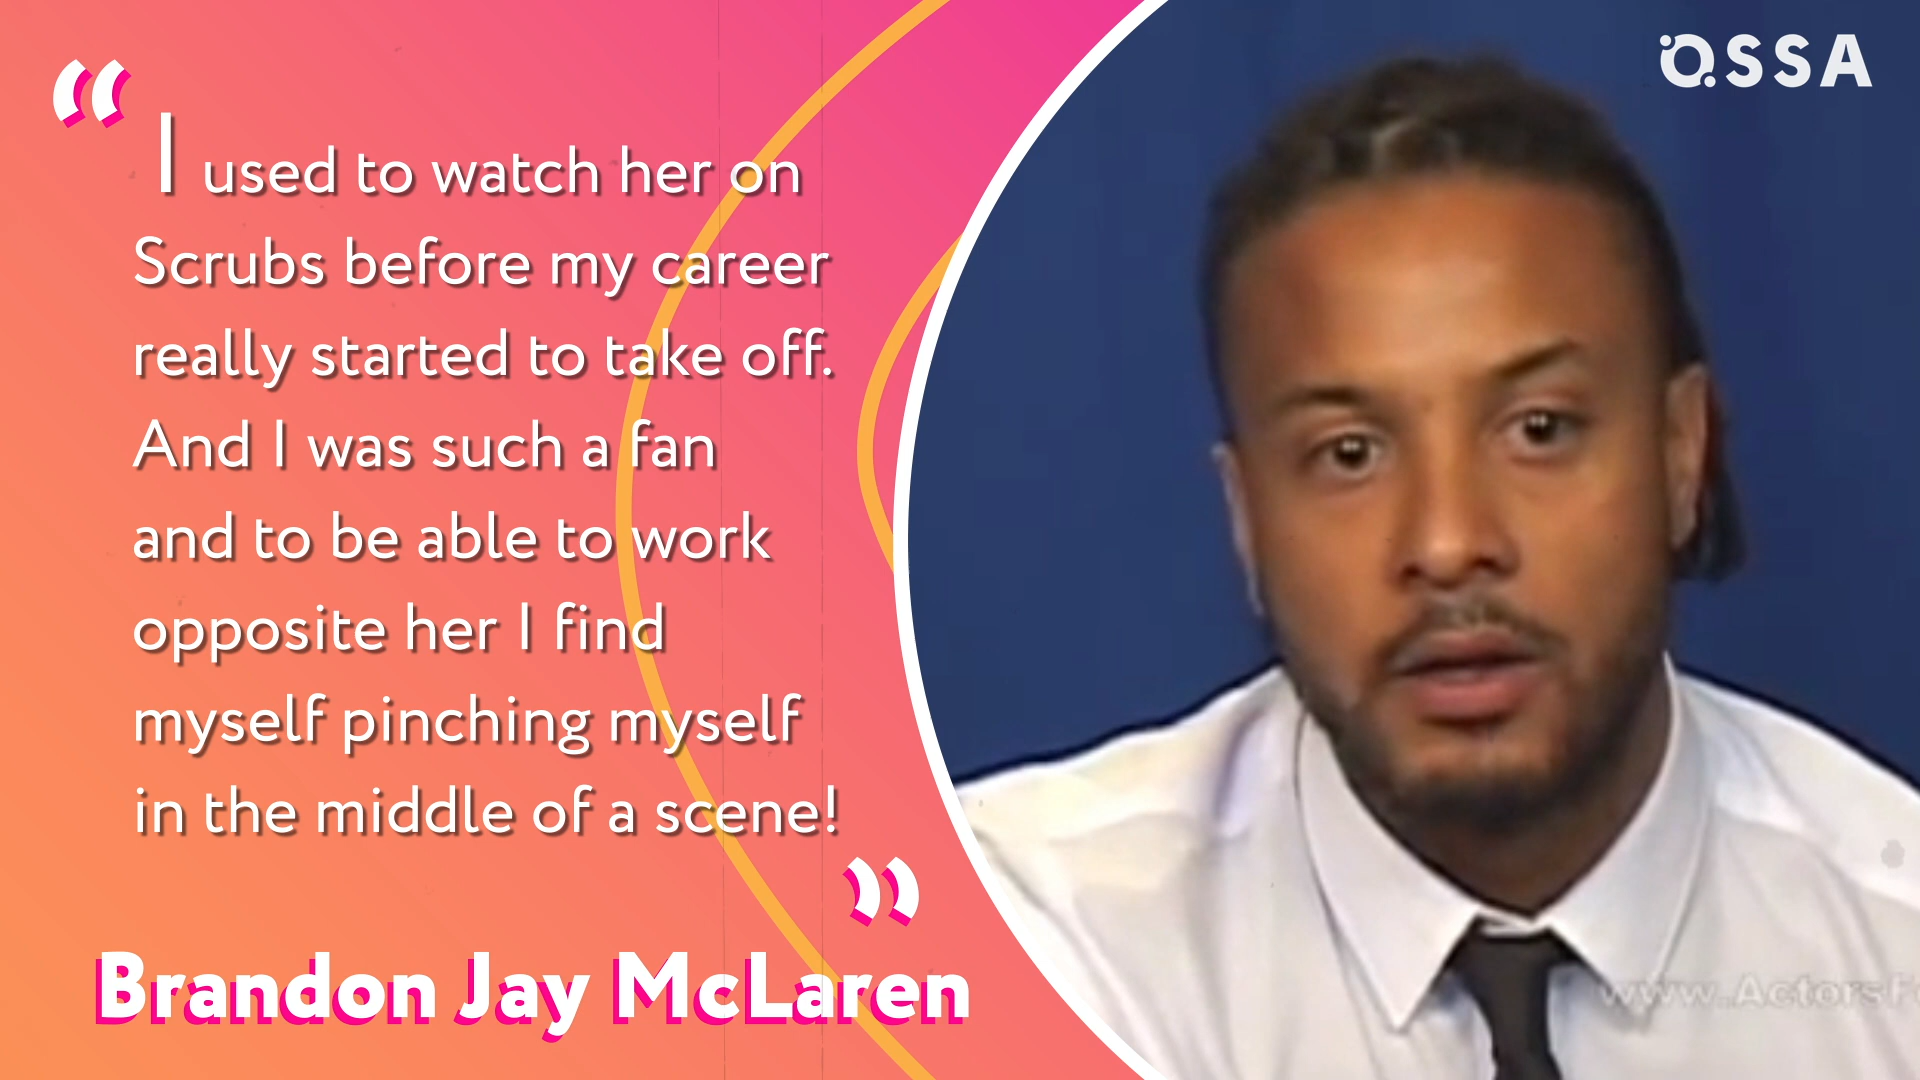 OSSA
“ I used to watch her on
Scrubs before my career
really started to take off.
And I was such a fan
and to be able to work
opposite her I find
myself pinching myself
in the middle of a scene!
”
Brandon Jay McLaren
www.ActorsF